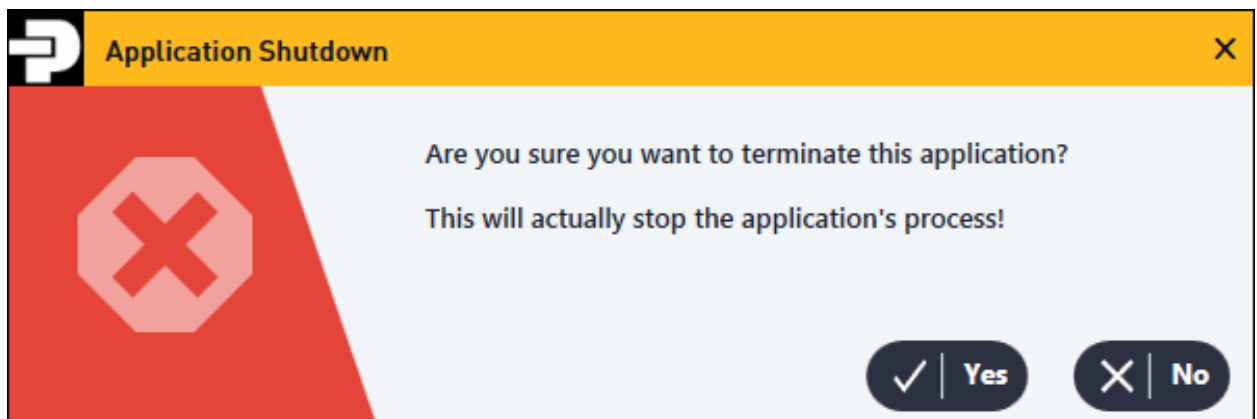 Application Shutdown
Are you sure you want to terminate this application?
This will actually stop the application's process!
Yes
No